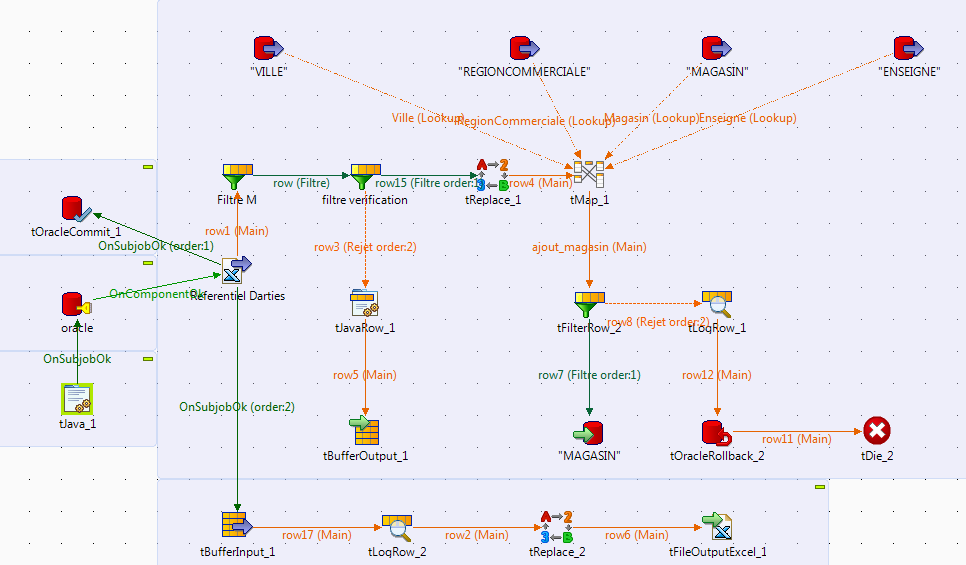 "VILLE"
"REGIONCOMMERCIALE"
"MAGASIN"
"ENSEIGNE"
Ville (Lookup)
RegionCommerciale (Lookup)
Magasin (Lookup)
Enseigne (Lookup)
row (Filtre)
row15 (Filtre order:1)
row4 (Main)
Filtre M
filtre verification
tReplace_1
tMap_1
tOracleCommit_1
row1 (Main)
OnSubjobOk (order:1)
row3 (Rejet order:2)
ajout_magasin (Main)
OnComponentOk
Referentiel Darties
oracle
tJavaRow_1
tFilterRow_2
row8 (Rejet order:2)
tLogRow_1
OnSubjobOk
row5 (Main)
row7 (Filtre order:1)
row12 (Main)
OnSubjobOk (order:2)
tJava_1
tBufferOutput_1
"MAGASIN"
tOracleRollback_2
row11 (Main)
tDie_2
row17 (Main)
row2 (Main)
row6 (Main)
tBufferInput_1
tLogRow_2
tReplace_2
tFileOutputExcel_1